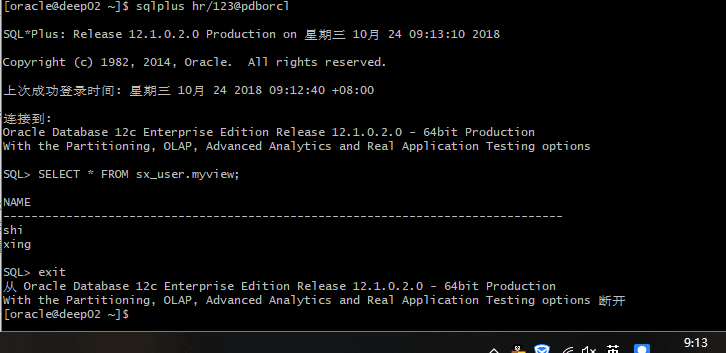 [oracle@deep02 ~]$ sqlplus hr/123@pdborcl
SQL*Plus: Release 12.1.0.2.0 Production on 星期三 10月 24 09:13:10 2018
Copyright (c) 1982, 2014, Oracle.  All rights reserved.
上次成功登录时间: 星期三 10月 24 2018 09:12:40 +08:00
连接到:
Oracle Database 12c Enterprise Edition Release 12.1.0.2.0 - 64bit Production
With the Partitioning, OLAP, Advanced Analytics and Real Application Testing options
SQL> SELECT * FROM sx_user.myview;
NAME
--------------------------------------------------------------------------------
shi
xing
SQL> exit
从 Oracle Database 12c Enterprise Edition Release 12.1.0.2.0 - 64bit Production
With the Partitioning, OLAP, Advanced Analytics and Real Application Testing options 断开
[oracle@deep02 ~]$
英 9:13